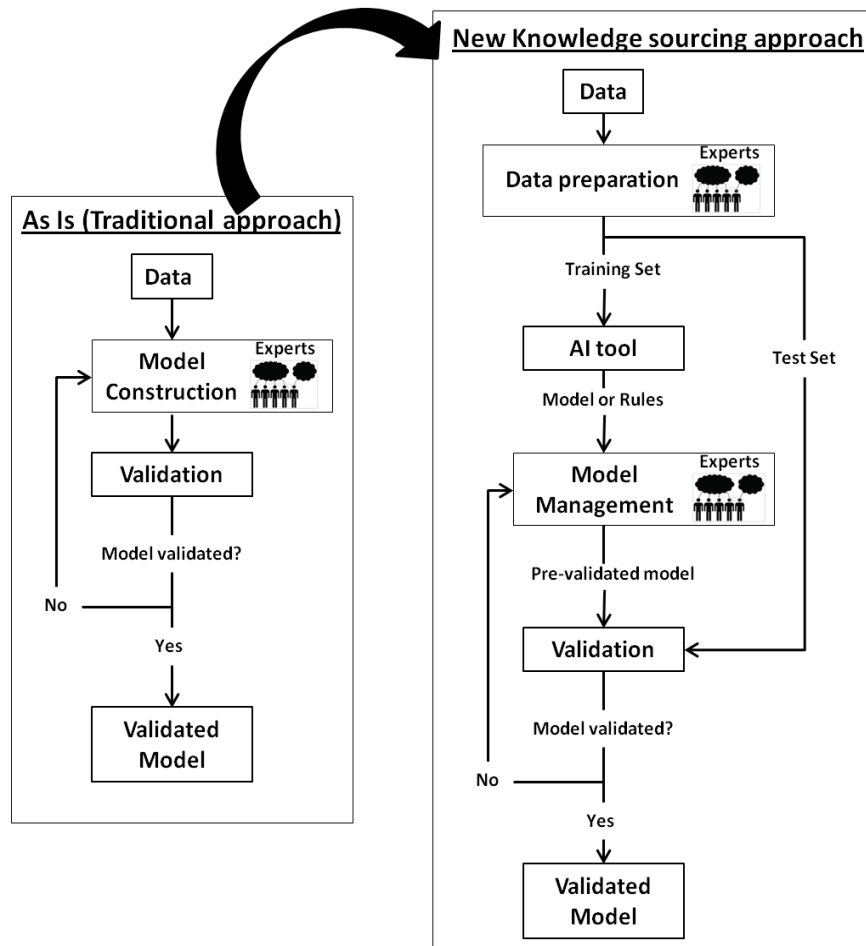 As Is (Traditional approach)
Data
Model
Construction
Experts
Validation
Model validated?
No
Yes
Validated
Model
New Knowledge sourcing approach
Data
Data preparation
Experts
Training Set
Test Set
AI tool
Model or Rules
Model
Management
Experts
Pre-validated model
Validation
Model validated?
No
Yes
Validated
Model